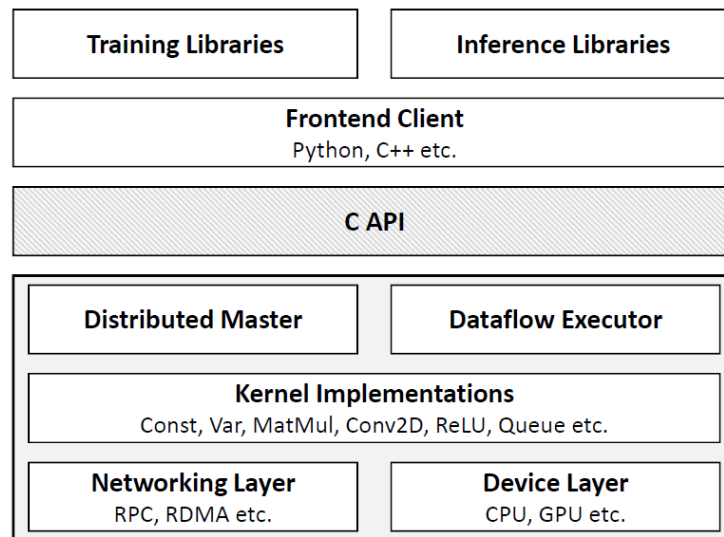 Training Libraries
Inference Libraries
Frontend Client
Python, C++ etc.
C API
Distributed Master
Dataflow Executor
Kernel Implementations
Const, Var, MatMul, Conv2D, ReLU, Queue etc.
Networking Layer
RPC, RDMA etc.
Device Layer
CPU, GPU etc.